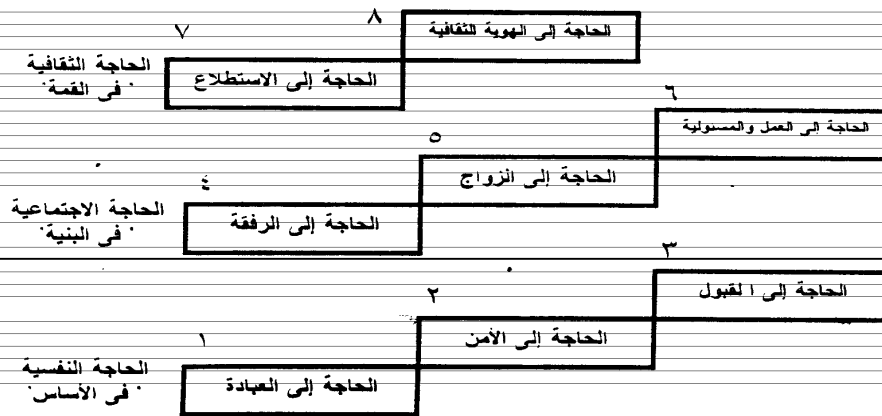 ٨
الحاجة إلى الهوية الثقافية
٧
الحاجة إلى الاستطلاع
الحاجة الثقافية
في القمة
٦
الحاجة إلى العمل والمسئولية
٥
الحاجة إلى الزواج
٤
الحاجة إلى الرفقة
الحاجة الاجتماعية
في البنية
٣
الحاجة إلى القبول
٢
الحاجة إلى الأمن
١
الحاجة إلى العبادة
الحاجة النفسية
في الأساس